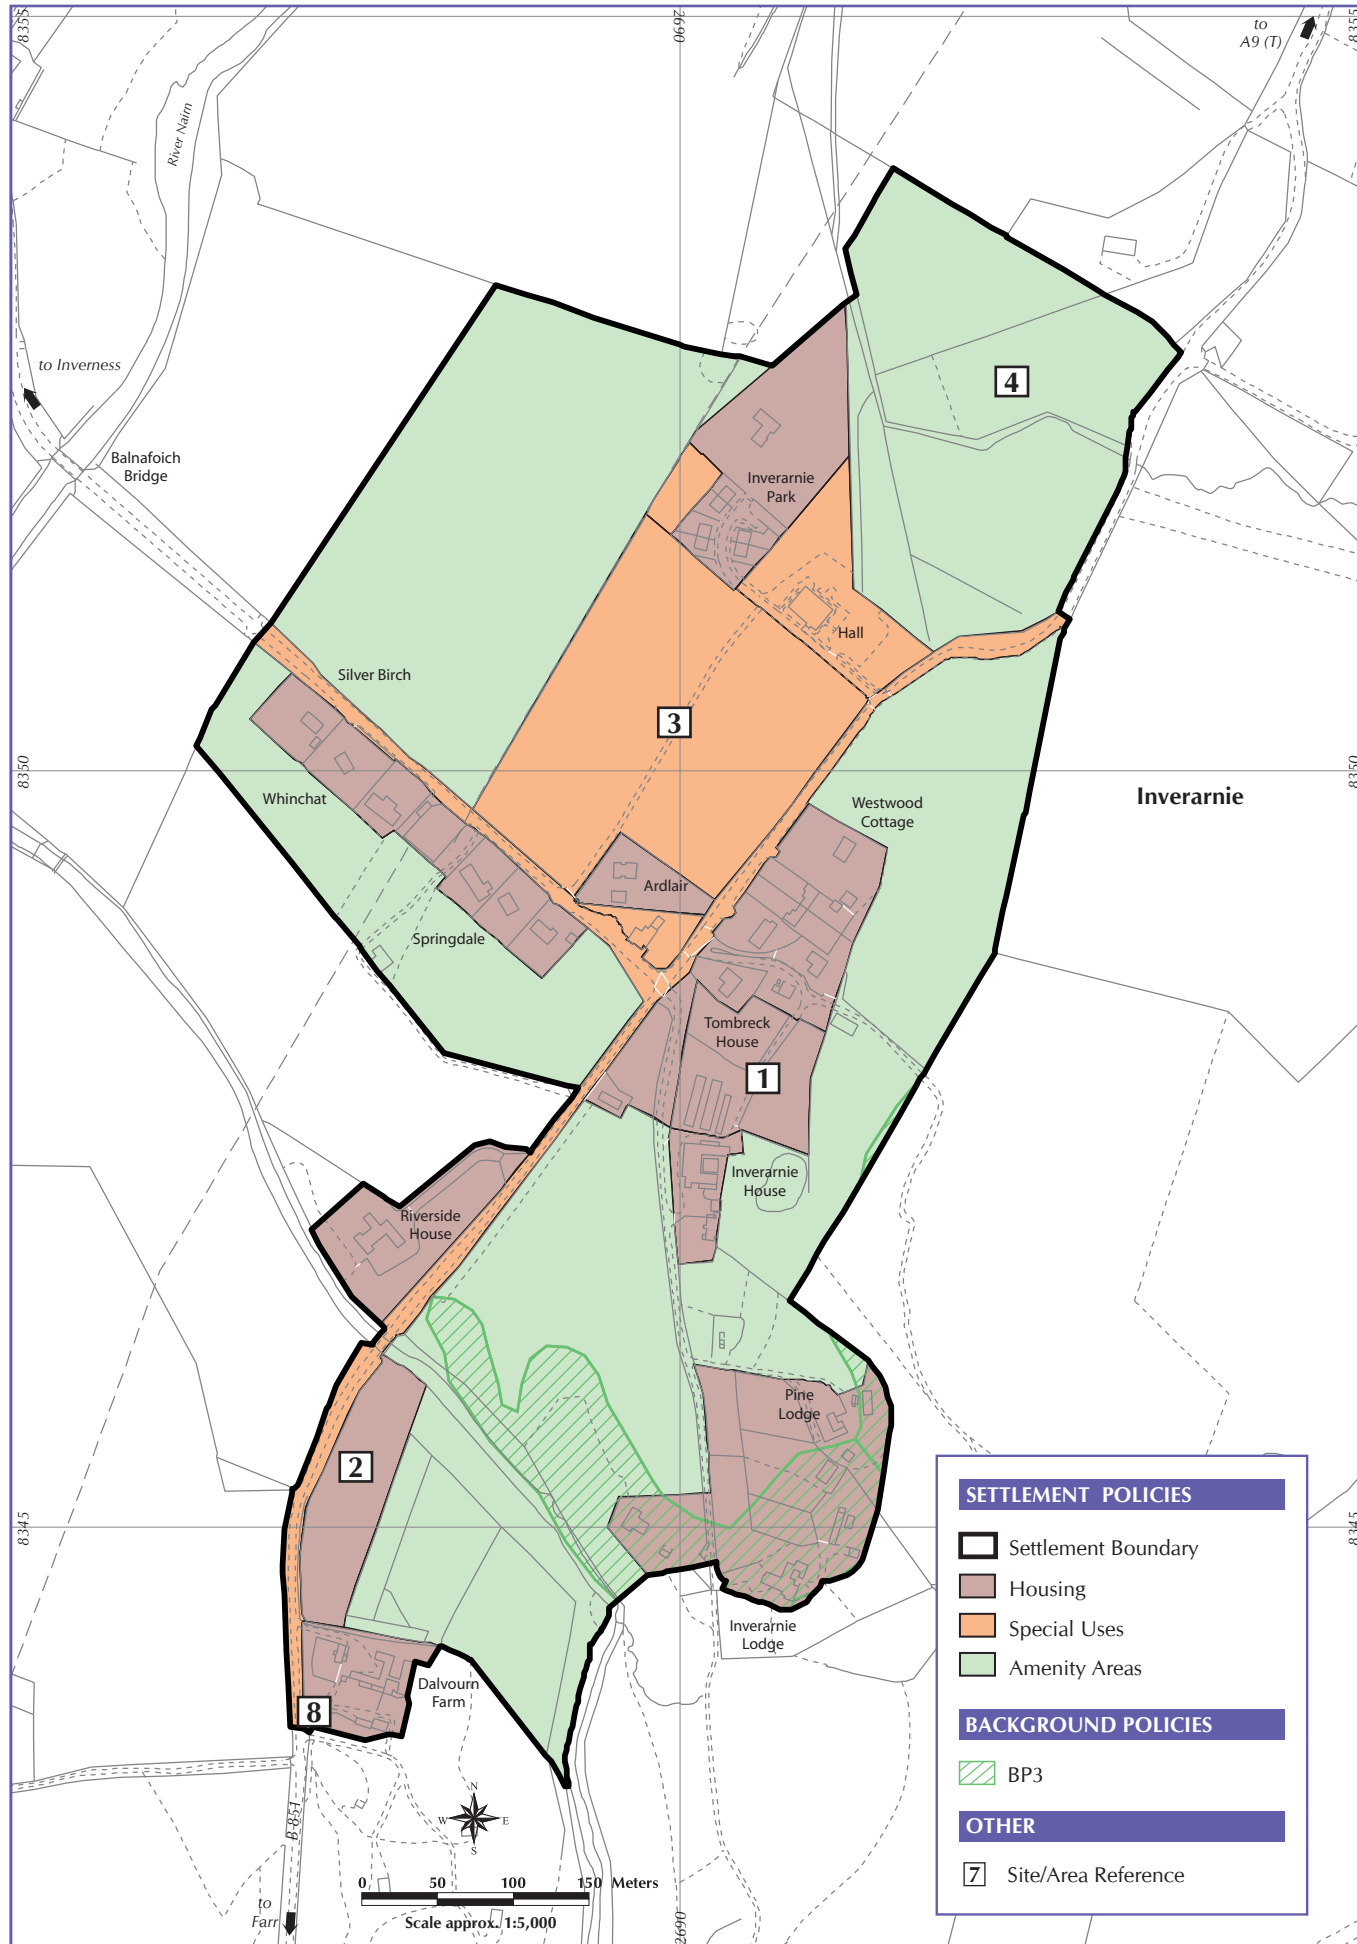 8355
2690
8355
to
A9 (T)
River Nairn
to Inverness
4
Balnafoich
Bridge
Inverarnie
Park
Hall
Silver Birch
3
8350
8350
Inverarnie
Whinchat
Westwood
Cottage
Ardlair
Springdale
Tombreck
House
1
Inverarnie
House
Riverside
House
Pine
Lodge
2
8345
8345
Inverarnie
Lodge
Dalvourn
Farm
8
B 851
to
Farr
N
W E
S
0 50 100 150 Meters
Scale approx. 1:5,000
2690
SETTLEMENT POLICIES
Settlement Boundary
Housing
Special Uses
Amenity Areas
BACKGROUND POLICIES
BP3
OTHER
7 Site/Area Reference